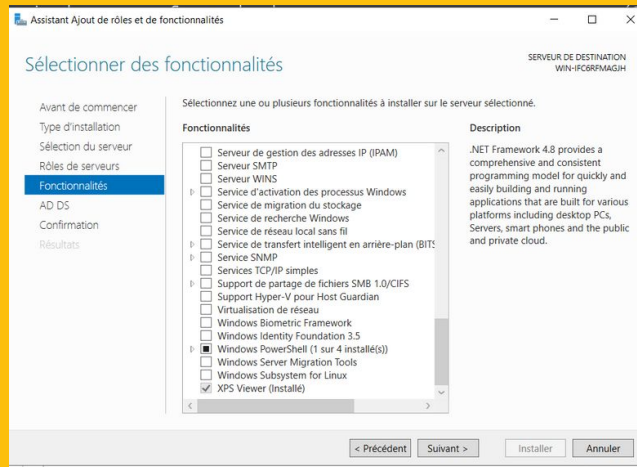 Assistant Ajout de rôles et de fonctionnalités
Sélectionner des fonctionnalités
SERVEUR DE DESTINATION
WIN-IFC6RFMAGJH
Avant de commencer
Type d'installation
Sélection du serveur
Rôles de serveurs
Fonctionnalités
AD DS
Confirmation
Résultats
Sélectionnez une ou plusieurs fonctionnalités à installer sur le serveur sélectionné.
Fonctionnalités
Serveur de gestion des adresses IP (IPAM)
Serveur SMTP
Serveur WINS
Service d'activation des processus Windows
Service de migration du stockage
Service de recherche Windows
Service de réseau local sans fil
Service de transfert intelligent en arrière-plan (BITS
Service SNMP
Services TCP/IP simples
Support de partage de fichiers SMB 1.0/CIFS
Support Hyper-V pour Host Guardian
Virtualisation de réseau
Windows Biometric Framework
Windows Identity Foundation 3.5
Windows PowerShell (1 sur 4 installé(s))
Windows Server Migration Tools
Windows Subsystem for Linux
XPS Viewer (Installé)
Description
.NET Framework 4.8 provides a
comprehensive and consistent
programming model for quickly and
easily building and running
applications that are built for various
platforms including desktop PCs,
Servers, smart phones and the public
and private cloud.
< Précédent
Suivant >
Installer
Annuler